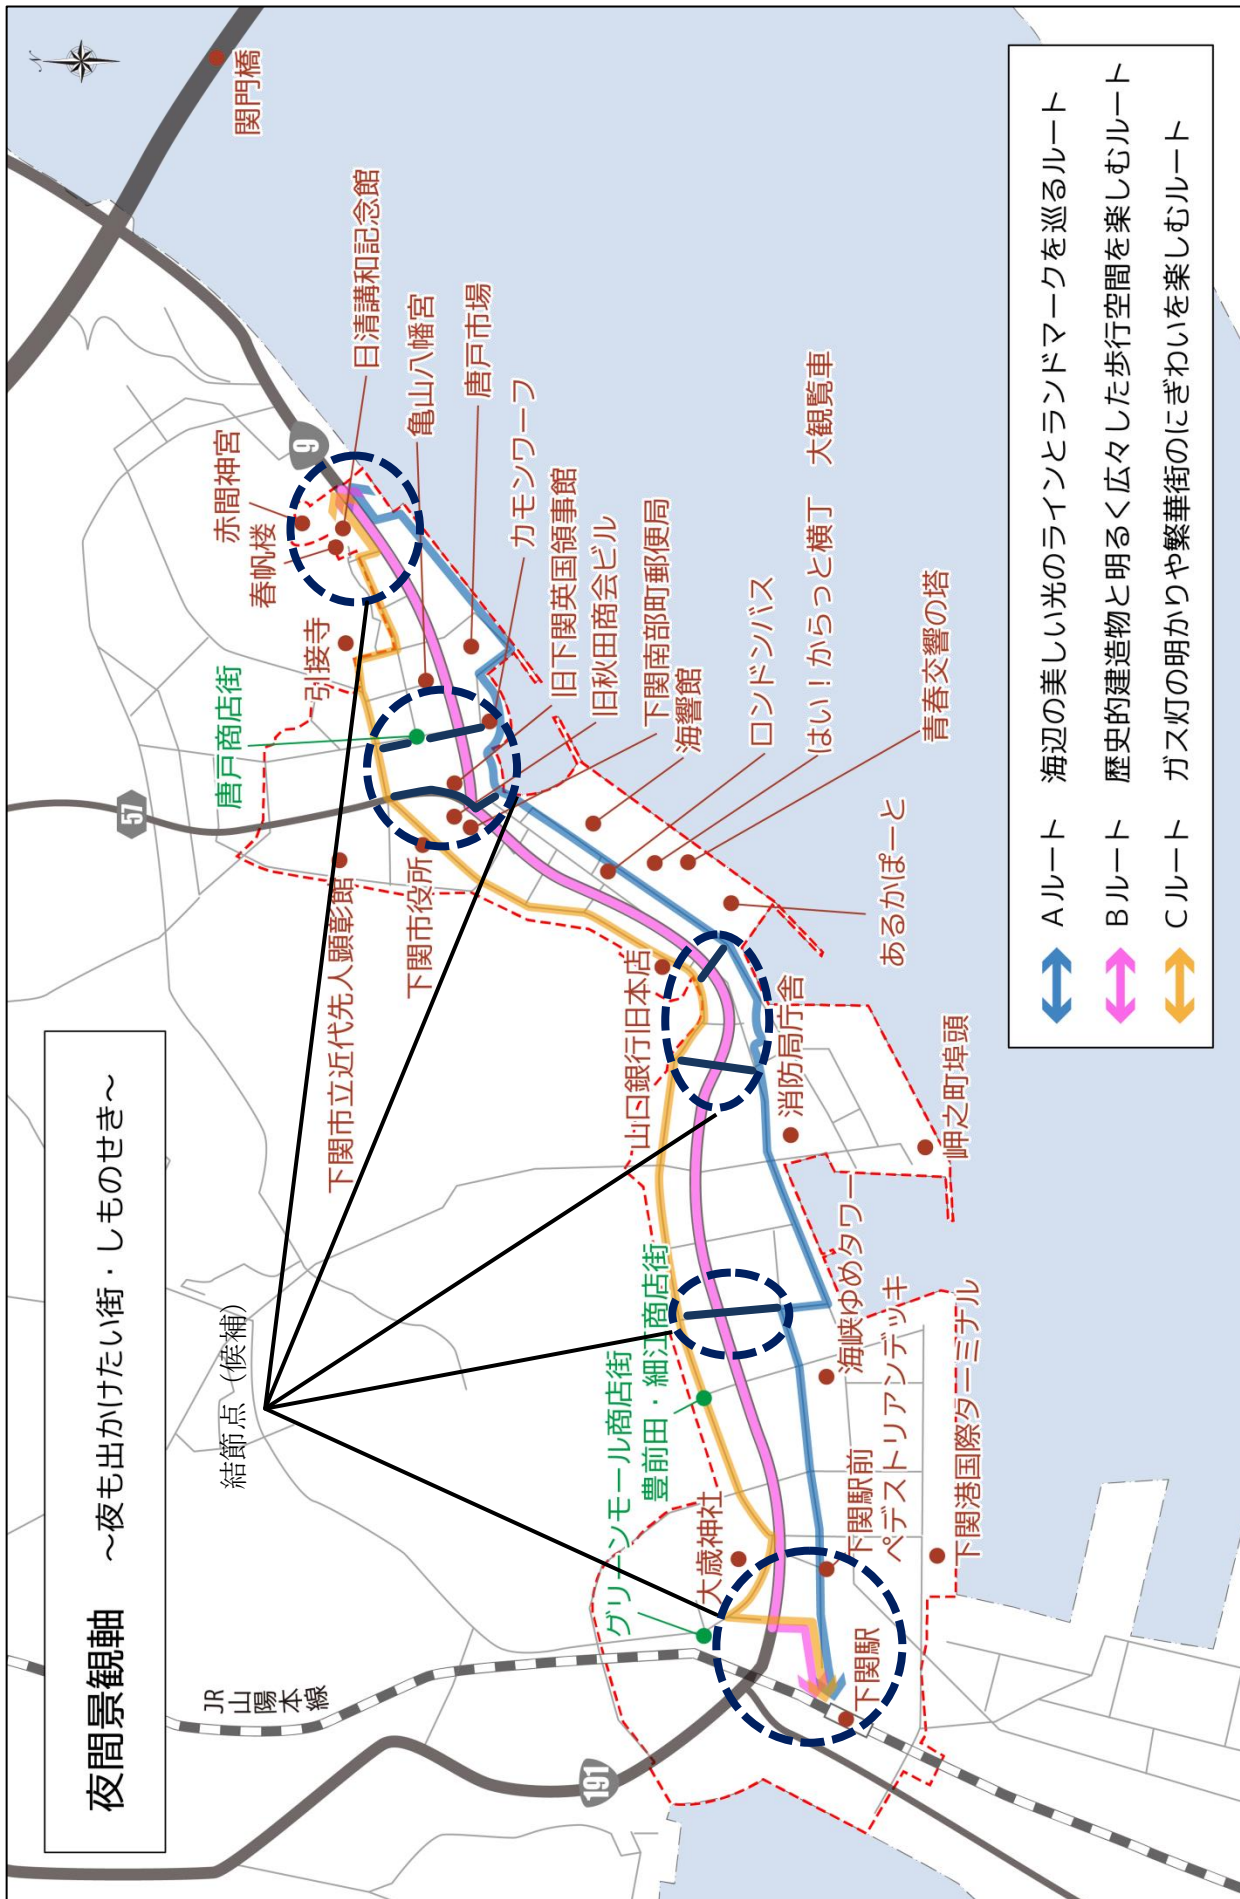 夜間景観軸　～夜も出かけたい街・しものせき～
結節点（候補）
関門橋
日清講和記念館
亀山八幡宮
唐戸市場
カモンワーフ
旧下関英国領事館
旧秋田商会ビル
下関南部町郵便局
海響館
ロンドンバス
はい！からっと横丁　大観覧車
青春交響の塔
あるかぽーと
赤間神宮
春帆楼
引接寺
唐戸商店街
下関市立近代先人顕彰館
下関市役所
山口銀行旧本店
消防局庁舎
岬之町埠頭
海峡ゆめタワー
グリーンモール商店街
豊前田・細江商店街
大歳神社
下関駅前
ペデストリアンデッキ
下関港国際ターミナル
下関駅
JR
山
陽
本
線
9
57
191
N
Aルート　海辺の美しい光のラインとランドマークを巡るルート
Bルート　歴史的建造物と明るく広々した歩行空間を楽しむルート
Cルート　ガス灯の明かりや繁華街のにぎわいを楽しむルート